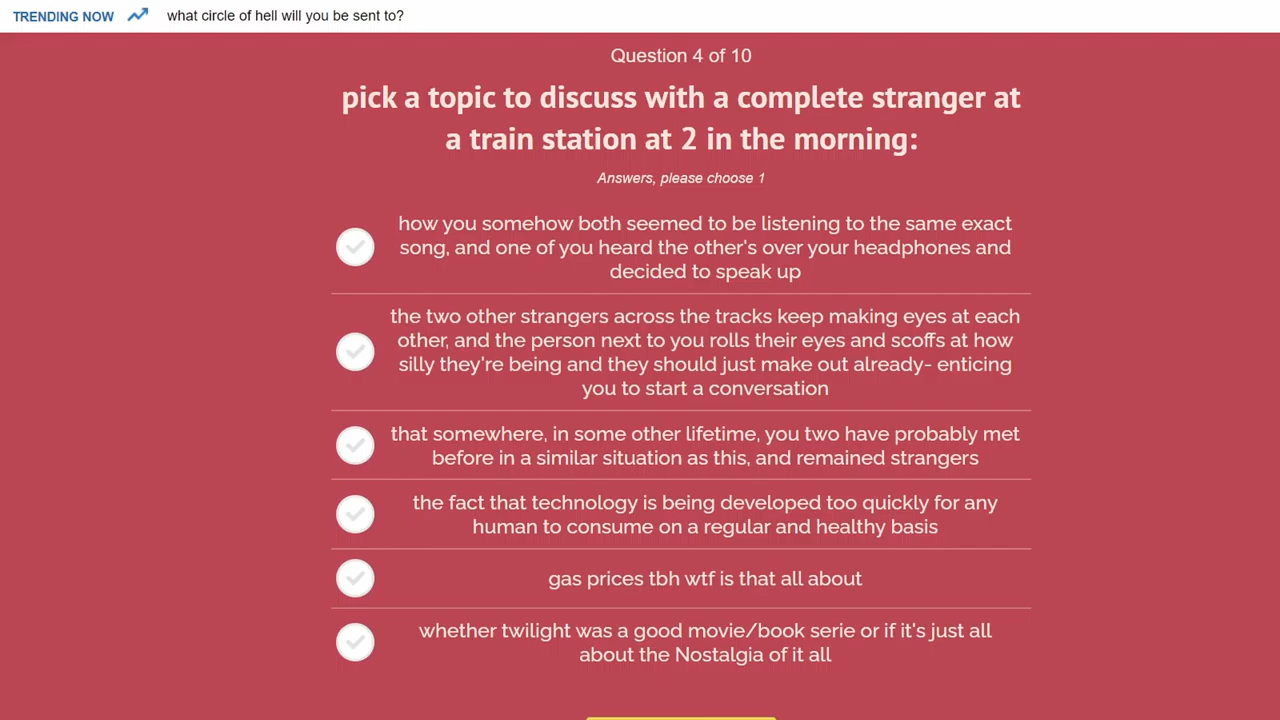 TRENDING NOW what circle of hell will you be sent to?
Question 4 of 10
pick a topic to discuss with a complete stranger at
a train station at 2 in the morning:
Answers, please choose 1
how you somehow both seemed to be listening to the same exact
song, and one of you heard the other's over your headphones and
decided to speak up
the two other strangers across the tracks keep making eyes at each
other, and the person next to you rolls their eyes and scoffs at how
silly they're being and they should just make out already- enticing
you to start a conversation
that somewhere, in some other lifetime, you two have probably met
before in a similar situation as this, and remained strangers
the fact that technology is being developed too quickly for any
human to consume on a regular and healthy basis
gas prices tbh wtf is that all about
whether twilight was a good movie/book serie or if it's just all
about the Nostalgia of it all